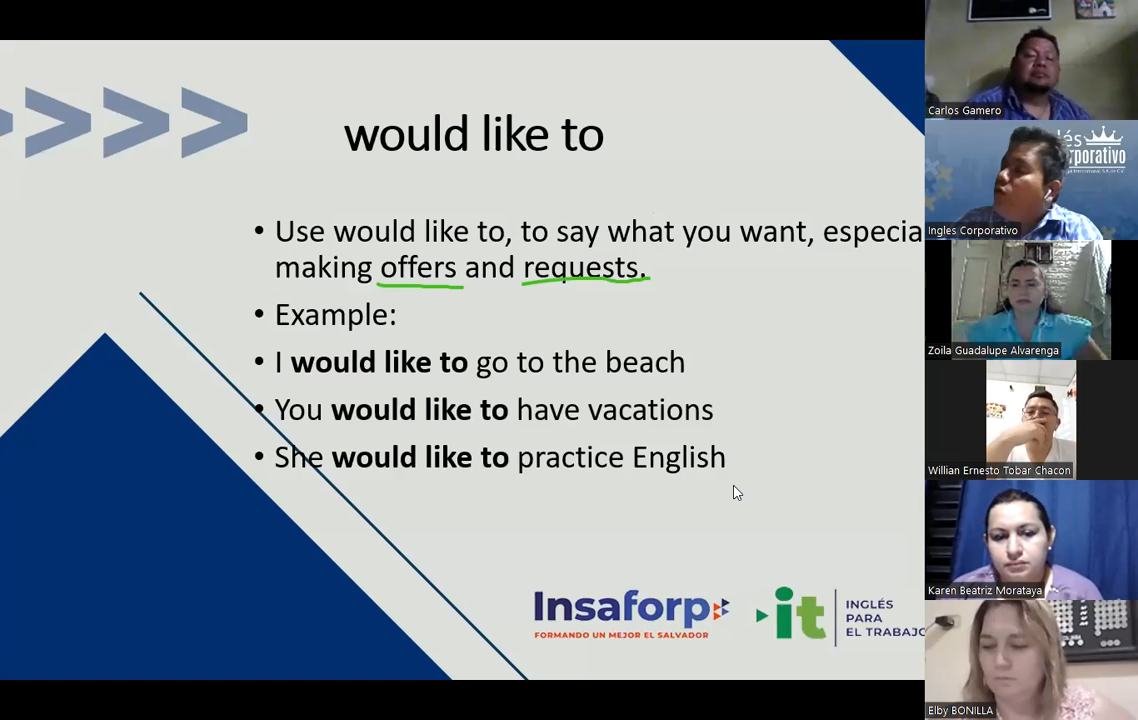 would like to
• Use would like to, to say what you want, especia
making offers and requests.
• Example:
• I would like to go to the beach
• You would like to have vacations
• She would like to practice English
Insaforp
FORMANDO UN MEJOR EL SALVADOR
it
INGLÉS
PARA
EL TRABAJO
Carlos Gamero
lés
rporativo
Ingles Corporativo
Zoila Guadalupe Alvarenga
Willian Ernesto Tobar Chacon
Karen Beatriz Morataya
Elby BONILLA